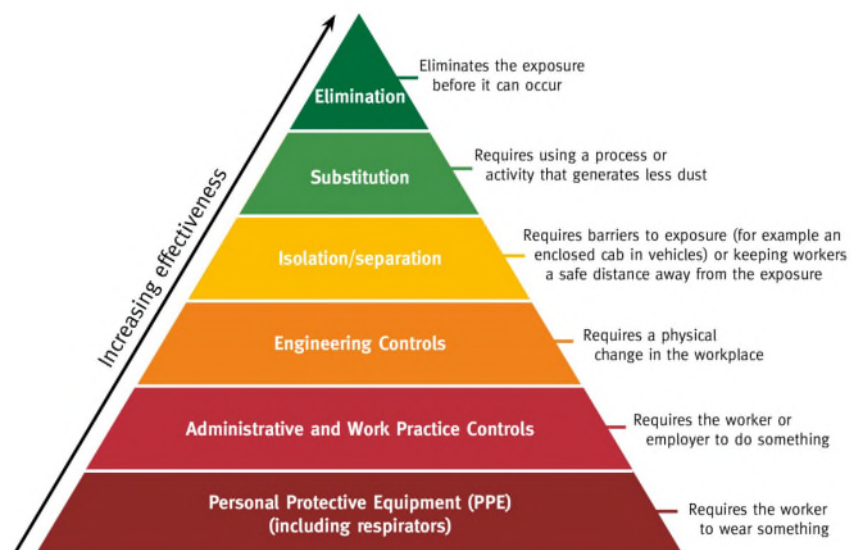 Increasing effectiveness
Elimination
Eliminates the exposure
before it can occur
Substitution
Requires using a process or
activity that generates less dust
Isolation/separation
Requires barriers to exposure (for example an
enclosed cab in vehicles) or keeping workers
a safe distance away from the exposure
Engineering Controls
Requires a physical
change in the workplace
Administrative and Work Practice Controls
Requires the worker or
employer to do something
Personal Protective Equipment (PPE)
(including respirators)
Requires the worker
to wear something